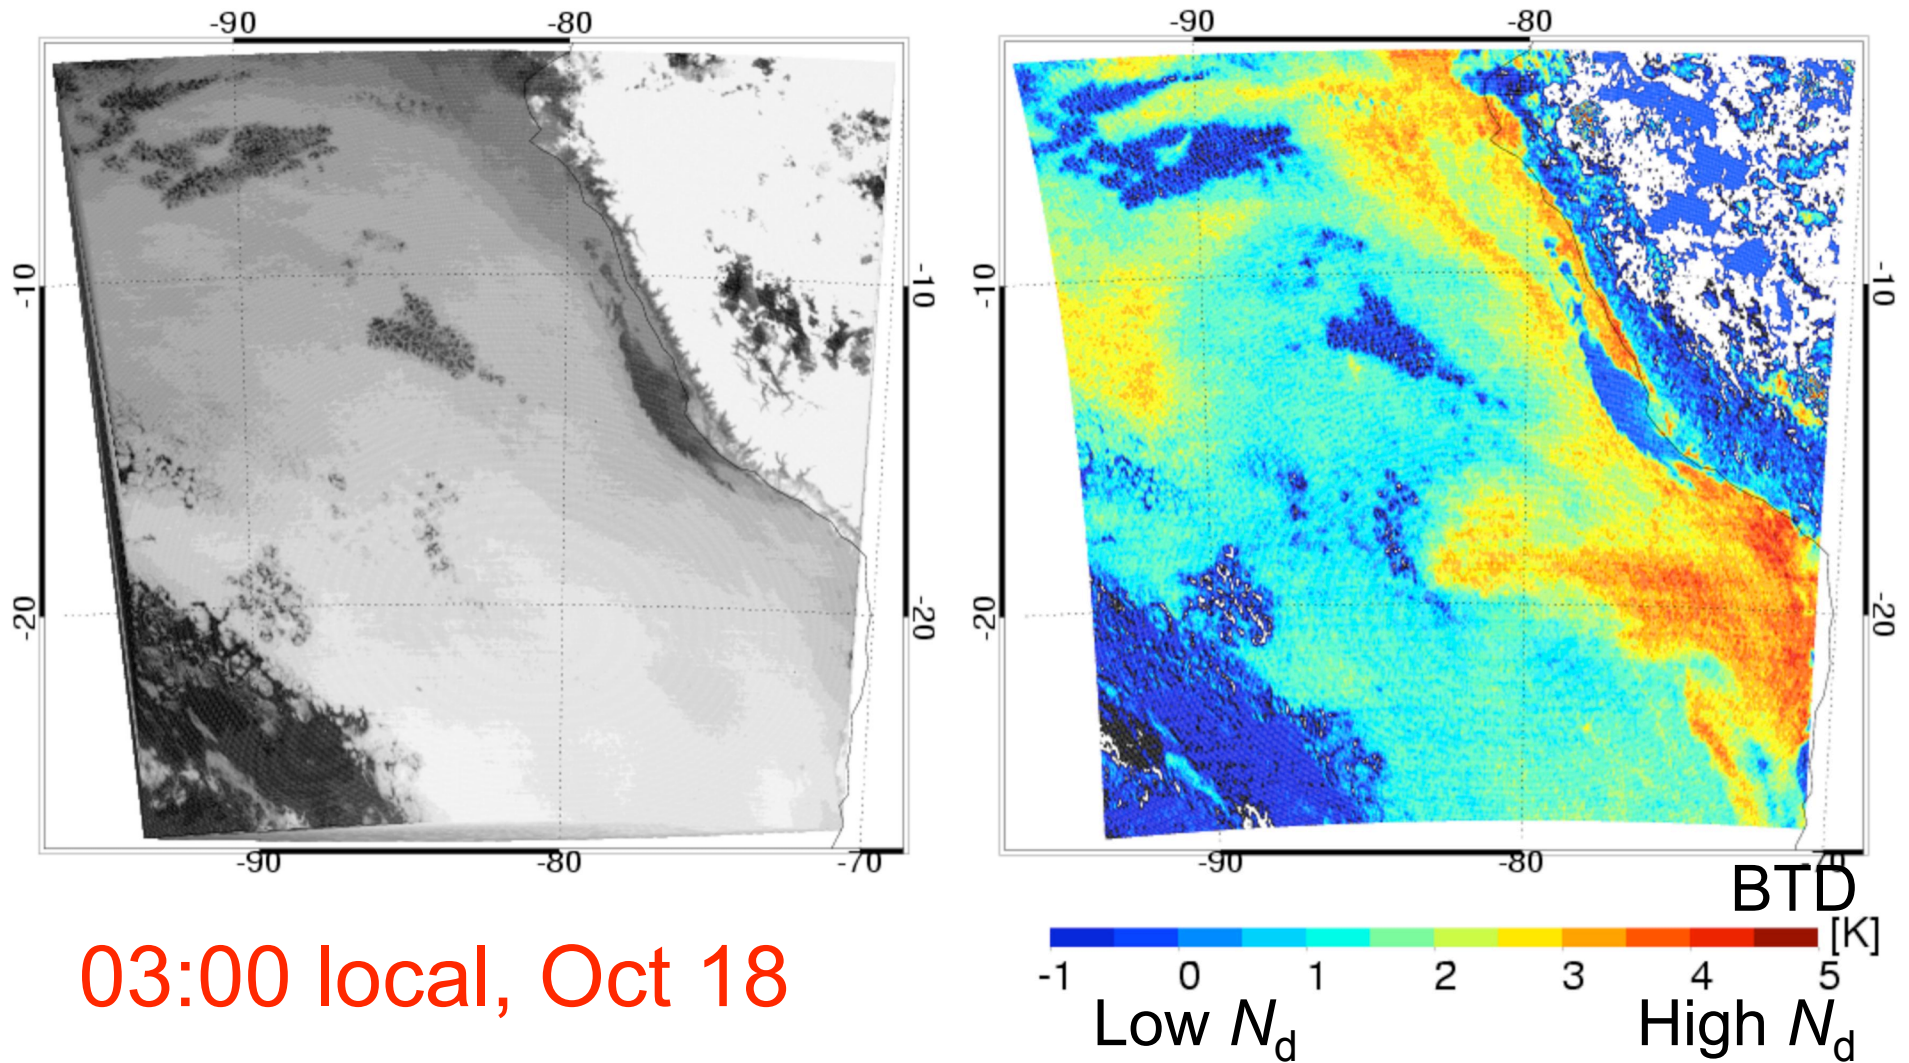 -90 -80 -90 -80
-10 -10 -10 -10
-20 -20 -20 -20
-90 -80 -70 -90 -80 -70
BTD
[K]
-1 0 1 2 3 4 5
03:00 local, Oct 18
Low Nd High Nd